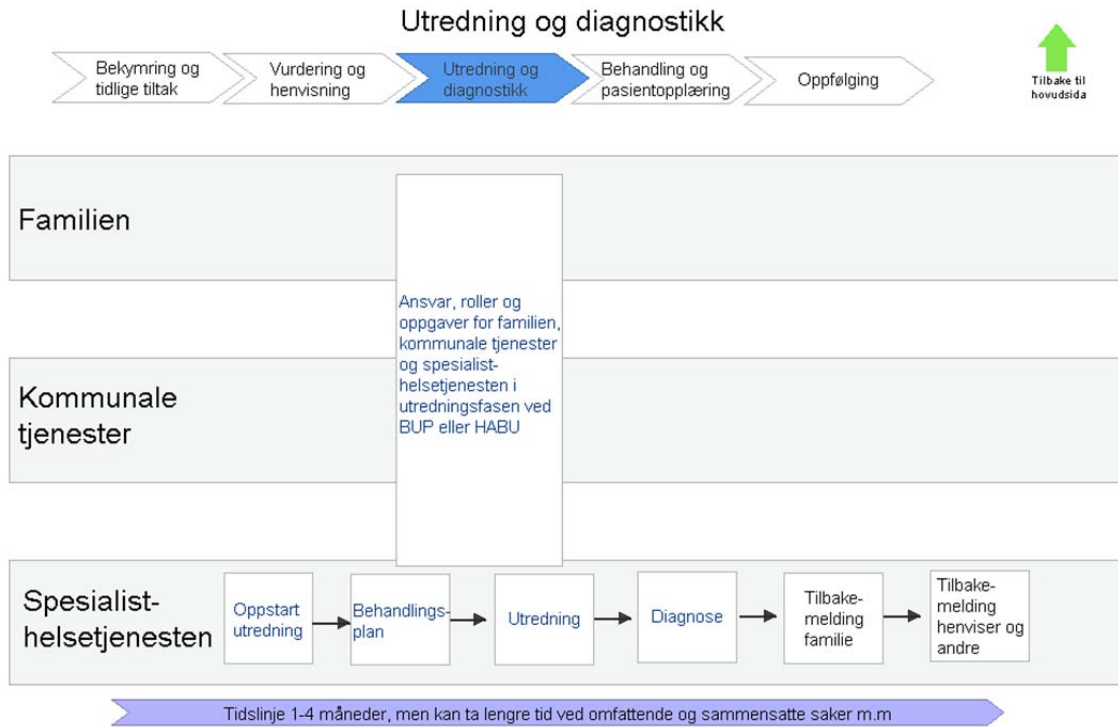 Utredning og diagnostikk
Bekymring og
tidlige tiltak
Vurdering og
henvisning
Utredning og
diagnostikk
Behandling og
pasientopplæring
Oppfølging
Tilbake til
hovudsida
Familien
Ansvar, roller og
oppgaver for familien,
kommunale tjenester
og spesialist-
helsetjenesten i
utredningsfasen ved
BUP eller HABU
Kommunale
tjenester
Spesialist-
helsetjenesten
Oppstart
utredning
Behandlings-
plan
Utredning
Diagnose
Tilbake-
melding
familie
Tilbake-
melding
henviser og
andre
Tidslinje 1-4 måneder, men kan ta lengre tid ved omfattende og sammensatte saker m.m